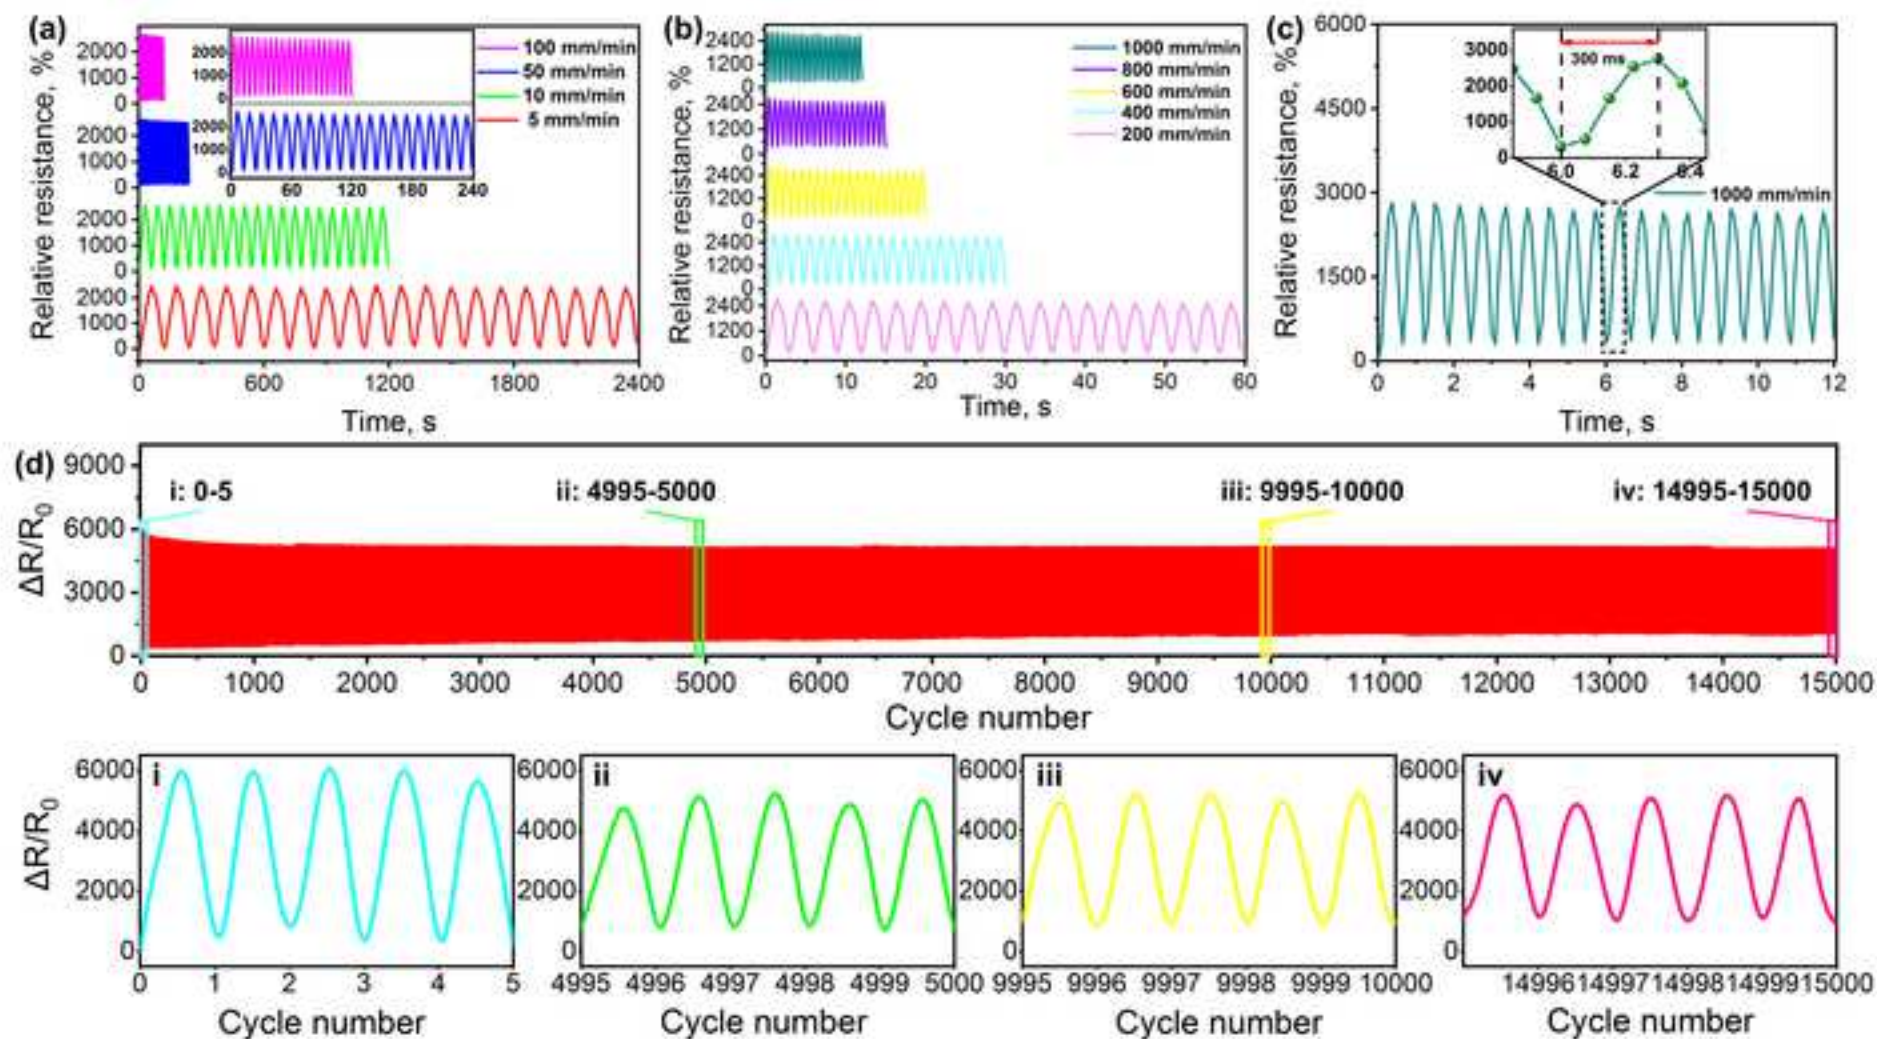 (a)
Relative resistance, %
2000
1000
0
2000
1000
0
2000
1000
0
2000
1000
0
0 600 1200 1800 2400
Time, s
2000
1000
0
2000
1000
0
0 60 120 180 240
100 mm/min
50 mm/min
10 mm/min
5 mm/min
(b)
Relative resistance, %
2400
1200
0
2400
1200
0
2400
1200
0
2400
1200
0
2400
1200
0
0 10 20 30 40 50 60
Time, s
1000 mm/min
800 mm/min
600 mm/min
400 mm/min
200 mm/min
(c)
Relative resistance, %
6000
4500
3000
1500
0
0 2 4 6 8 10 12
Time, s
3000
2000
1000
0
300 ms
6.0 6.2 6.4
1000 mm/min
(d)
ΔR/R0
9000
6000
3000
0
i: 0-5
ii: 4995-5000
iii: 9995-10000
iv: 14995-15000
0 1000 2000 3000 4000 5000 6000 7000 8000 9000 10000 11000 12000 13000 14000 15000
Cycle number
ΔR/R0
i
6000
4000
2000
0
0 1 2 3 4 5
Cycle number
ii
6000
4000
2000
0
4995 4996 4997 4998 4999 5000
Cycle number
iii
6000
4000
2000
0
9995 9996 9997 9998 9999 10000
Cycle number
iv
6000
4000
2000
0
14996 14997 14998 14999 15000
Cycle number